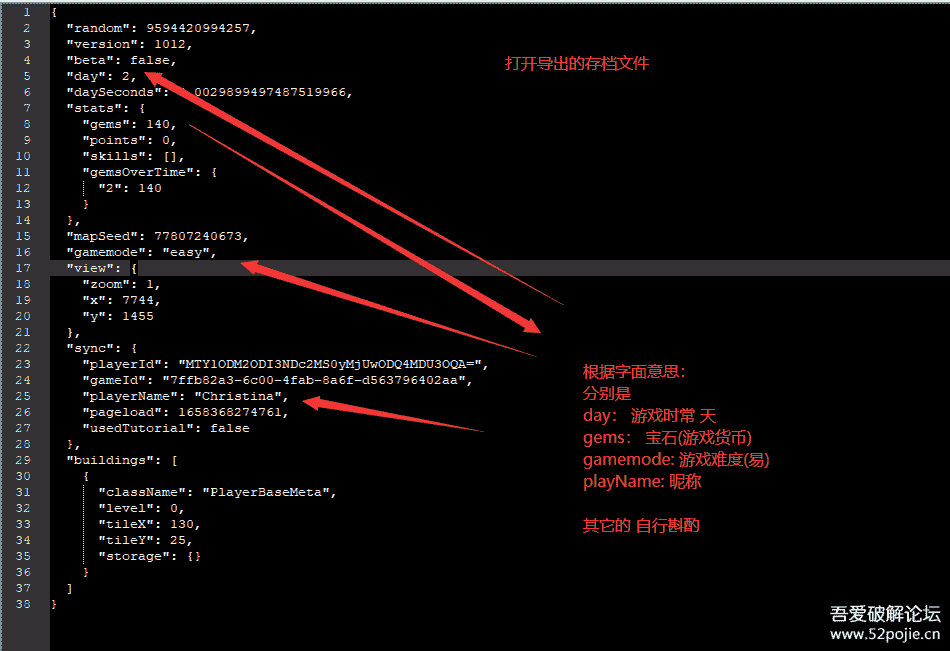 1 {
2 "random": 9594420994257,
3 "version": 1012,
4 "beta": false,
5 "day": 2,
6 "daySeconds": .0029899497487519966,
7 "stats": {
8 "gems": 140,
9 "points": 0,
10 "skills": [],
11 "gemsOverTime": {
12 "2": 140
13 }
14 },
15 "mapSeed": 77807240673,
16 "gamemode": "easy",
17 "view": {
18 "zoom": 1,
19 "x": 7744,
20 "y": 1455
21 },
22 "sync": {
23 "playerId": "MTY1ODM2ODI3NDc2MS0yMjUwODQ4MDU3OQA=",
24 "gameId": "7ffb82a3-6c00-4fab-8a6f-d563796402aa",
25 "playerName": "Christina",
26 "pageload": 1658368274761,
27 "usedTutorial": false
28 },
29 "buildings": [
30 {
31 "className": "PlayerBaseMeta",
32 "level": 0,
33 "tileX": 130,
34 "tileY": 25,
35 "storage": {}
36 }
37 ]
38 }
打开导出的存档文件
根据字面意思:
分别是
day: 游戏时常 天
gems: 宝石(游戏货币)
gamemode: 游戏难度(易)
playName: 昵称
其它的 自行斟酌
吾爱破解论坛
www.52pojie.cn